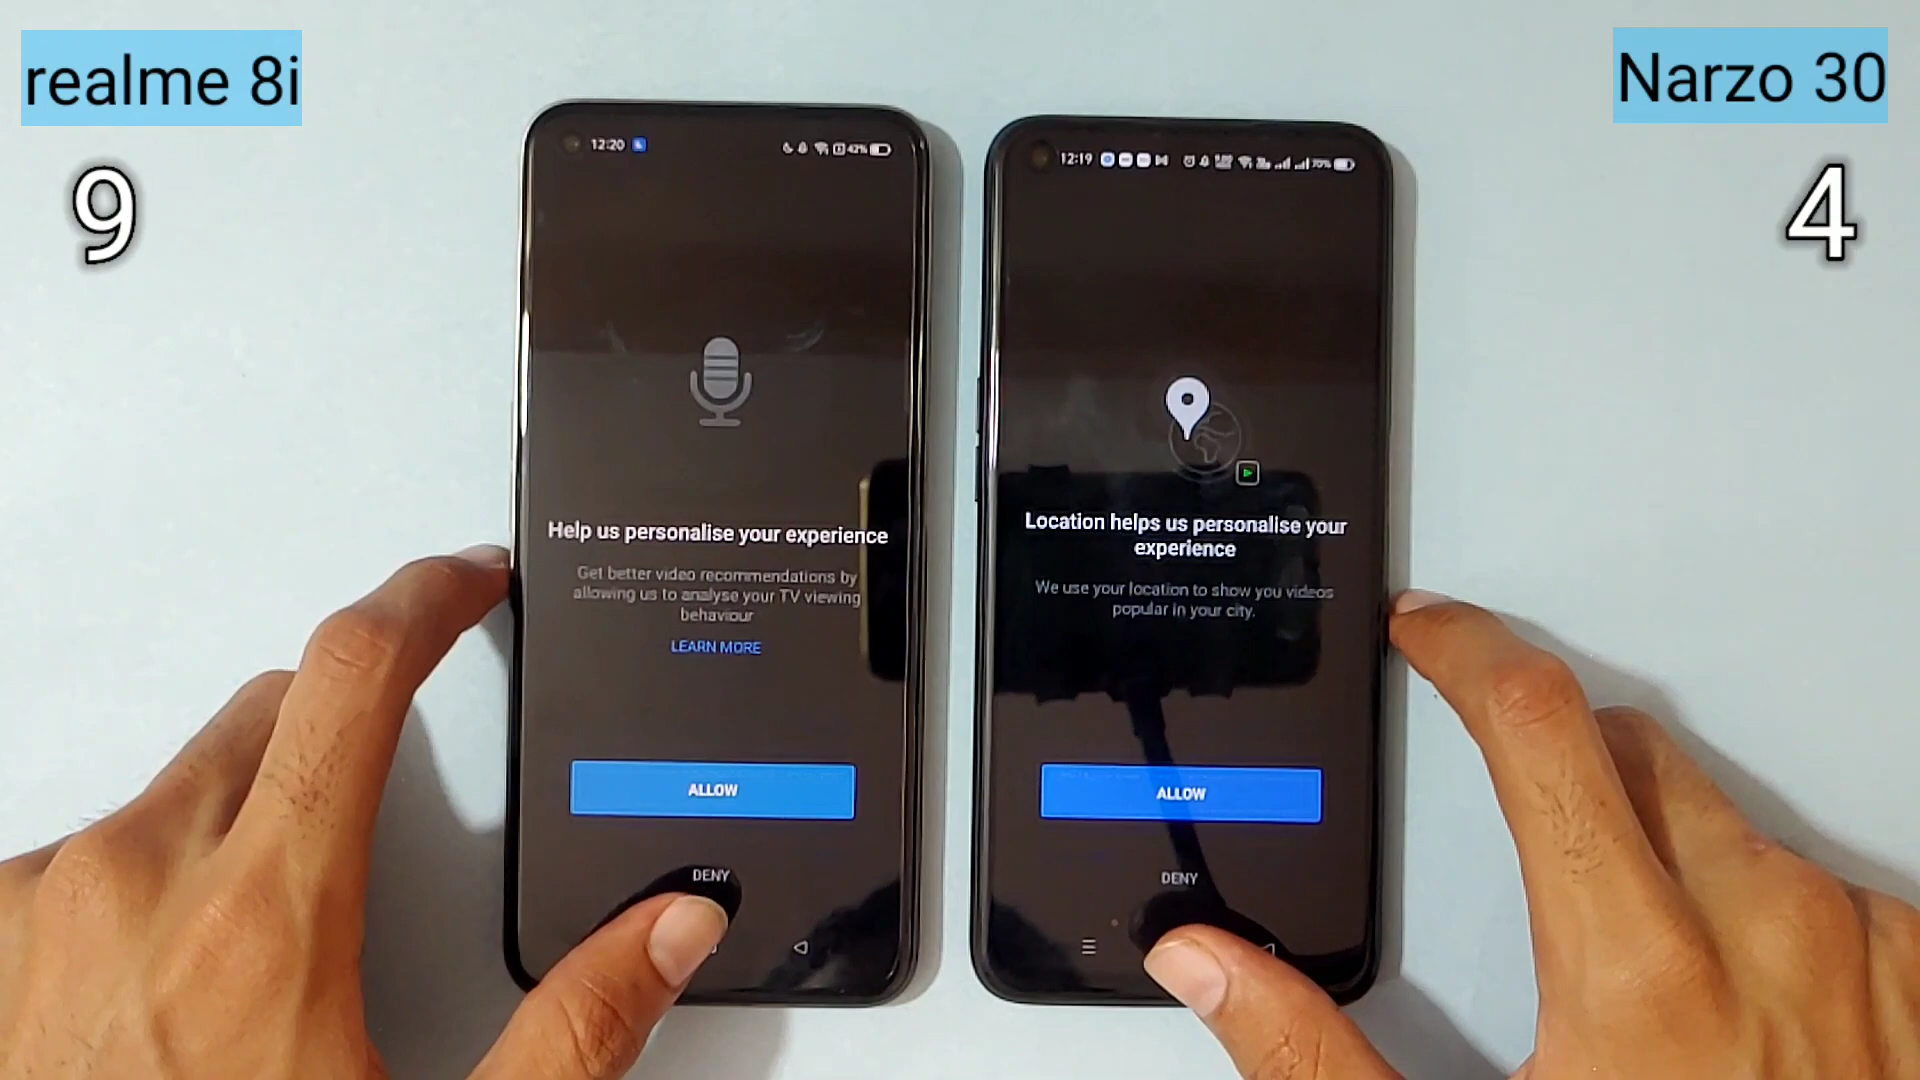 realme 8i
9
Narzo 30
4
12:20
42%
Help us personalise your experience
Get better video recommendations by
allowing us to analyse your TV viewing
behaviour
LEARN MORE
ALLOW
DENY
12:19
70%
Location helps us personalise your
experience
We use your location to show you videos
popular in your city.
ALLOW
DENY